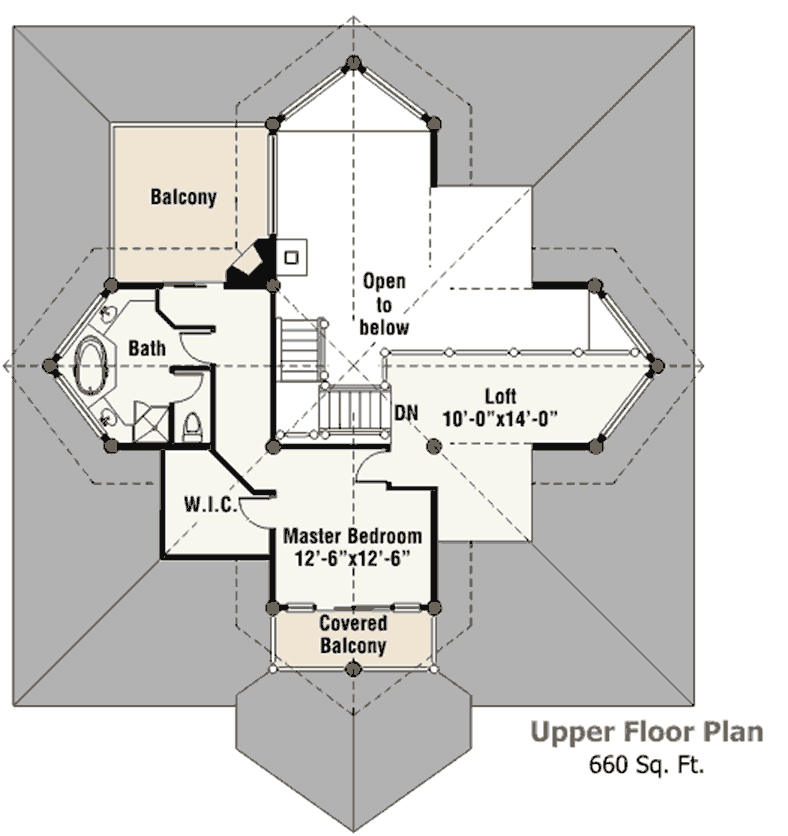 Balcony
Open
to
below
Bath
Loft
10'-0"x14'-0"
DN
W.I.C.
Master Bedroom
12'-6"x12'-6"
Covered
Balcony
Upper Floor Plan
660 Sq. Ft.